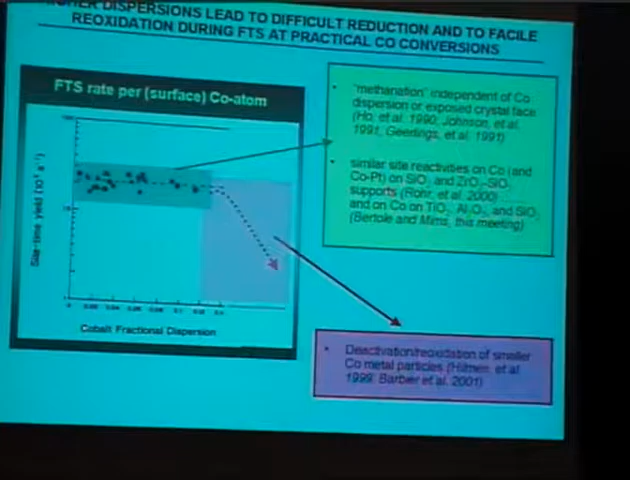 HIGHER DISPERSIONS LEAD TO DIFFICULT REDUCTION AND TO FACILE
REOXIDATION DURING FTS AT PRACTICAL CO CONVERSIONS
FTS rate per (surface) Co-atom
Site-time yield
Cobalt Fractional Dispersion
• "methanation" independent of Co
dispersion or exposed crystal face
(Ho, et al. 1990; Johnson, et al.
1991, Geerlings, et al. 1991)
• similar site reactivities on Co (and
Co-Pt) on SiO2 and ZrO2-SiO2
supports (Rohr, et al. 2000)
and on Co on TiO2, Al2O3, and SiO2
(Bertole and Mims, this meeting)
• Deactivation/reoxidation of smaller
Co metal particles (Hilmen, et al.
1999; Barbier et al. 2001)